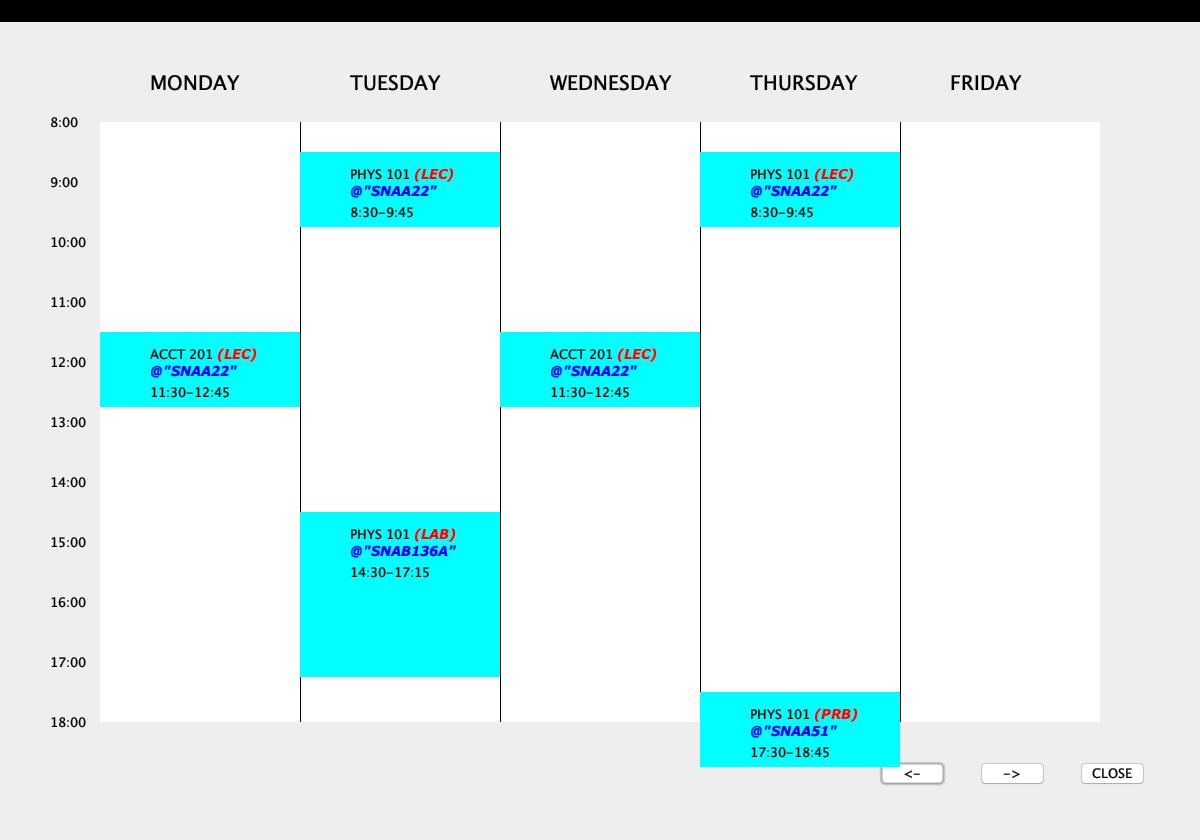 MONDAY TUESDAY WEDNESDAY THURSDAY FRIDAY
8:00
PHYS 101 (LEC) PHYS 101 (LEC)
9:00 @"SNAA22" @"SNAA22"
8:30-9:45 8:30-9:45
10:00
11:00
ACCT 201 (LEC) ACCT 201 (LEC)
12:00 @"SNAA22" @"SNAA22"
11:30-12:45 11:30-12:45
13:00
14:00
PHYS 101 (LAB)
15:00 @"SNAB136A"
14:30-17:15
16:00
17:00
PHYS 101 (PRB)
18:00 @"SNAA51"
17:30-18:45
<- -> CLOSE